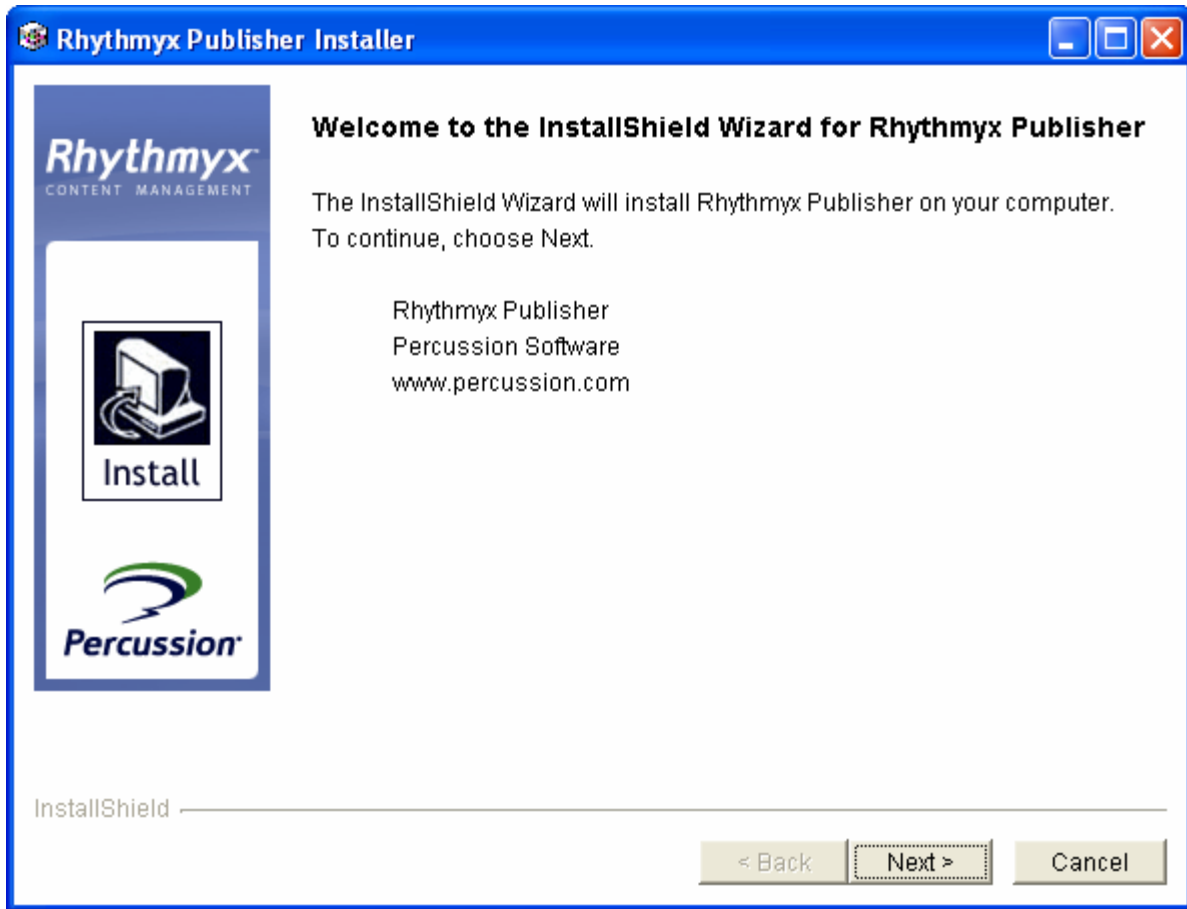 Rhythmyx Publisher Installer
Rhythmyx
CONTENT MANAGEMENT
Install
Percussion
Welcome to the InstallShield Wizard for Rhythmyx Publisher
The InstallShield Wizard will install Rhythmyx Publisher on your computer.
To continue, choose Next.
Rhythmyx Publisher
Percussion Software
www.percussion.com
InstallShield
< Back
Next >
Cancel